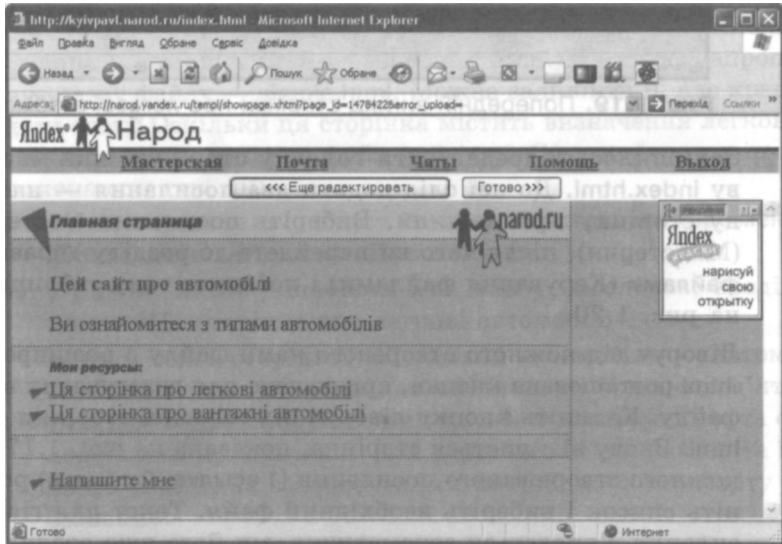 http://kyivpavl.narod.ru/index.html - Microsoft Internet Explorer
Файл Правка Вигляд Обране Сервіс Довідка
Назад Пошук Обране
Адреса: http://narod.yandex.ru/templ/showpage.xhtml?page_id=1478422&error_upload= Перехід Ссылки »
Яndex® Народ
Мастерская Почта Чаты Помощь Выход
<<< Еще редактировать Готово >>>
Главная страница
narod.ru
Яndex
нарисуй
свою
открытку
Цей сайт про автомобілі
Ви ознайомитеся з типами автомобілів
Мои ресурсы:
Ця сторінка про легкові автомобілі
Ця сторінка про вантажні автомобілі
Напишите мне
Готово Интернет